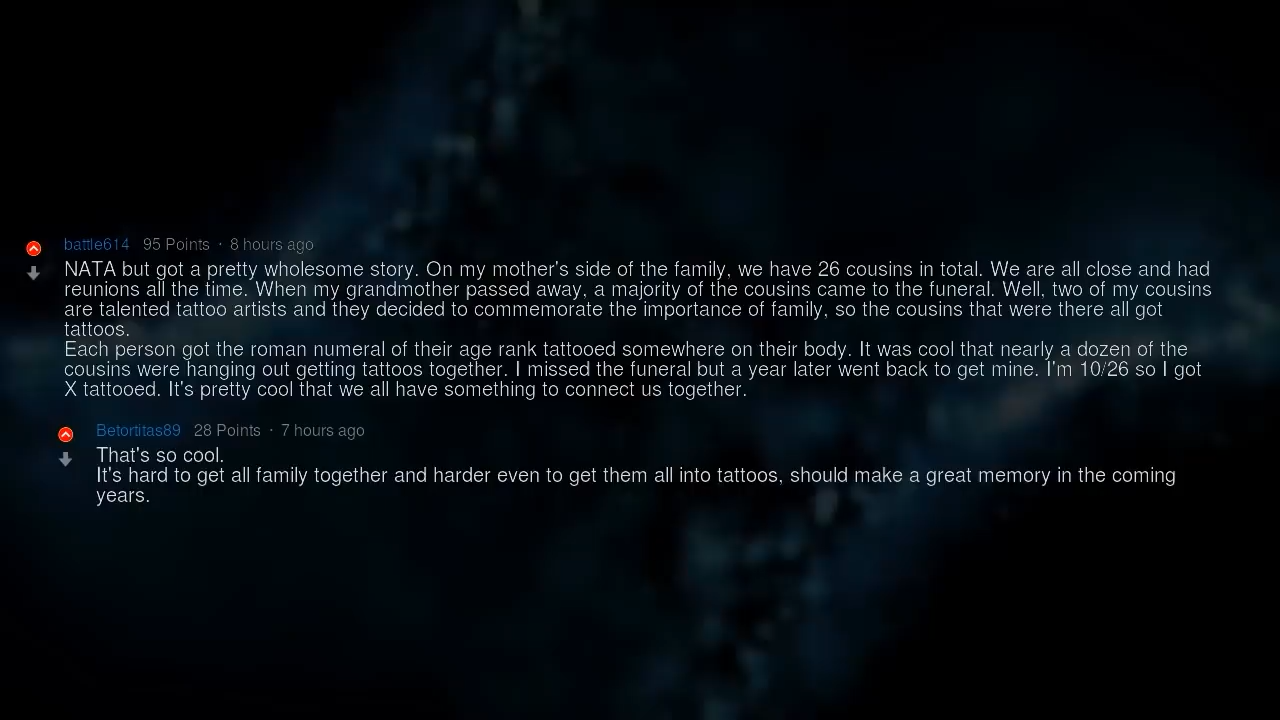 battle614 95 Points · 8 hours ago
NATA but got a pretty wholesome story. On my mother's side of the family, we have 26 cousins in total. We are all close and had
reunions all the time. When my grandmother passed away, a majority of the cousins came to the funeral. Well, two of my cousins
are talented tattoo artists and they decided to commemorate the importance of family, so the cousins that were there all got
tattoos.
Each person got the roman numeral of their age rank tattooed somewhere on their body. It was cool that nearly a dozen of the
cousins were hanging out getting tattoos together. I missed the funeral but a year later went back to get mine. I'm 10/26 so I got
X tattooed. It's pretty cool that we all have something to connect us together.
Betortitas89 28 Points · 7 hours ago
That's so cool.
It's hard to get all family together and harder even to get them all into tattoos, should make a great memory in the coming
years.